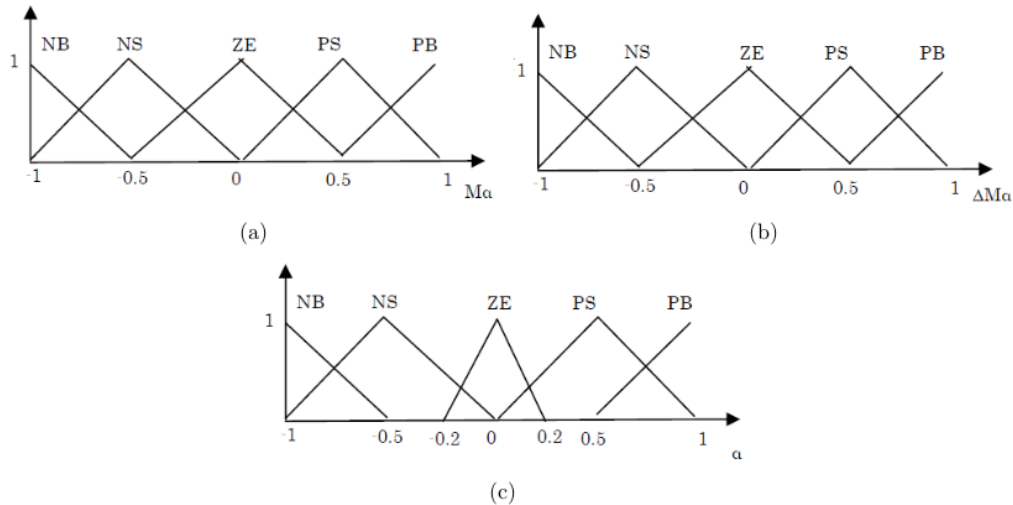 NB NS ZE PS PB
1
-1 -0.5 0 0.5 1
Mα
(a)
NB NS ZE PS PB
1
-1 -0.5 0 0.5 1 ΔMα
(b)
NB NS ZE PS PB
1
-1 -0.5 -0.2 0 0.2 0.5 1
α
(c)